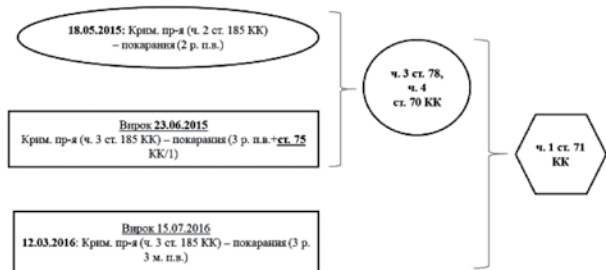 18.05.2015: Крим. пр-я (ч. 2 ст. 185 КК)
– покарання (2 р. п.в.)
ч. 3 ст. 78,
ч. 4
ст. 70 КК
Вирок 23.06.2015
Крим. пр-я (ч. 3 ст. 185 КК) – покарання (3 р. п.в.+ст. 75
КК/1)
ч. 1 ст. 71
КК
Вирок 15.07.2016
12.03.2016: Крим. пр-я (ч. 3 ст. 185 КК) – покарання (3 р.
3 м. п.в.)